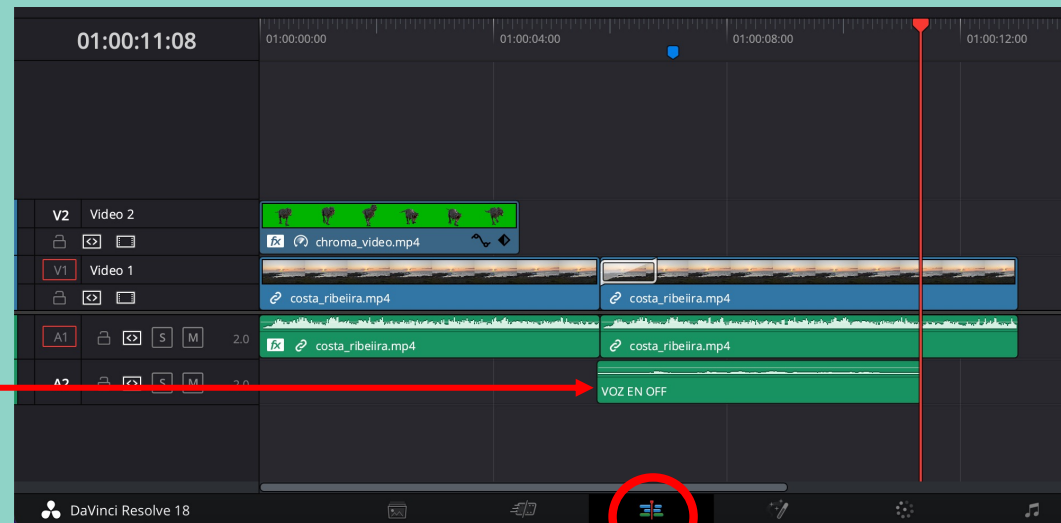 01:00:11:08
01:00:00:00 01:00:04:00 01:00:08:00 01:00:12:00
V2 Video 2
fx chroma_video.mp4
V1 Video 1
costa_ribeiira.mp4 costa_ribeiira.mp4
A1 S M 2.0
fx costa_ribeiira.mp4 costa_ribeiira.mp4
A2 S M 2.0
VOZ EN OFF
DaVinci Resolve 18